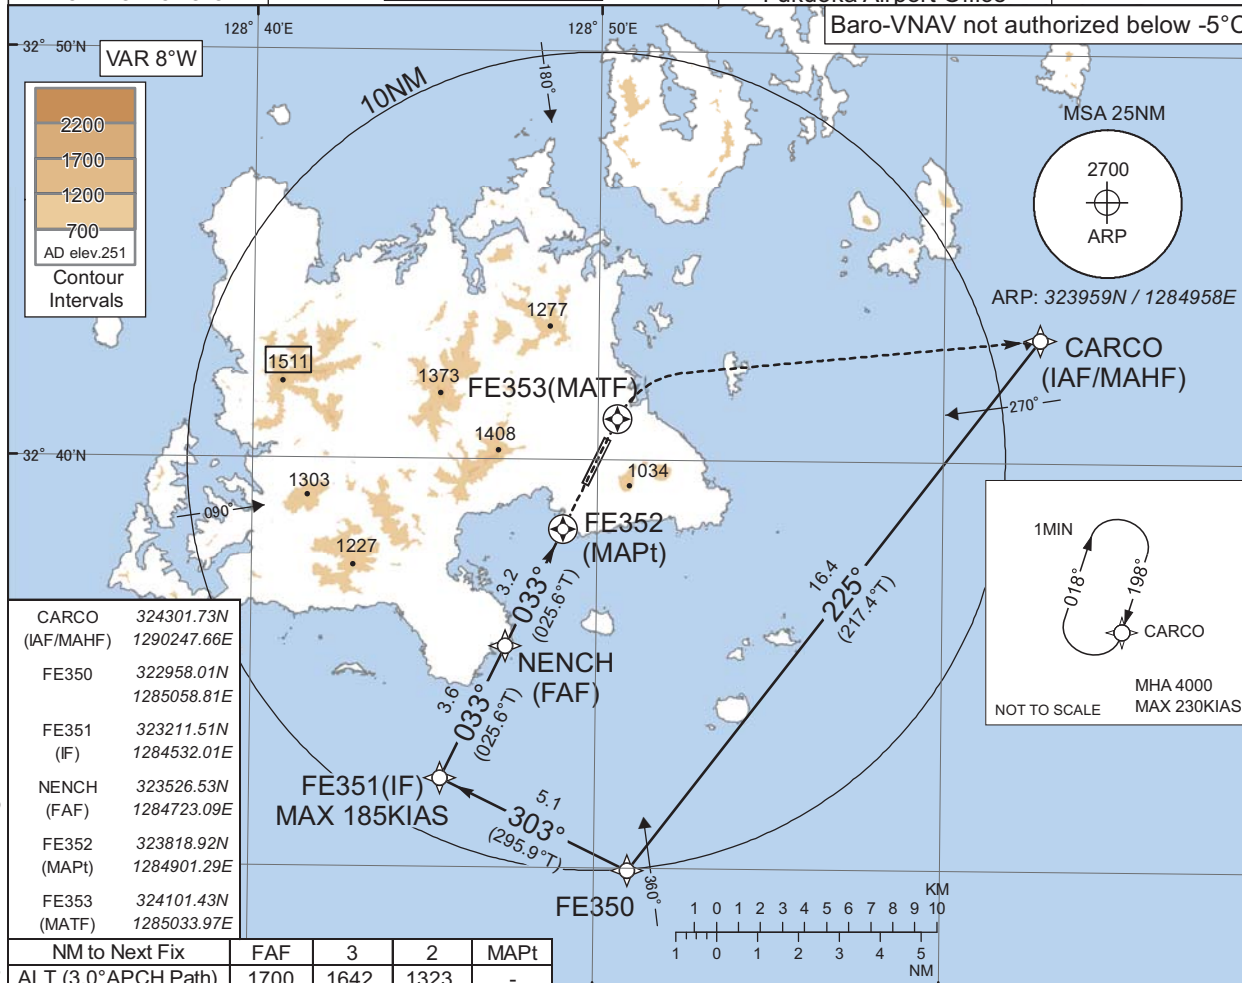 Fukuoka Airport Office
128° 40'E
128° 50'E
Baro-VNAV not authorized below -5°C
32° 50'N
VAR 8°W
180°
10NM
2200
1700
1200
700
AD elev.251
Contour
Intervals
MSA 25NM
2700
ARP
ARP: 323959N / 1284958E
1277
1511
1373
FE353(MATF)
CARCO
(IAF/MAHF)
270°
1408
32° 40'N
1034
1303
090°
FE352
(MAPt)
1227
1MIN
018°
198°
CARCO
MHA 4000
MAX 230KIAS
NOT TO SCALE
3.2
033°
(025.6°T)
16.4
225°
(217.4°T)
NENCH
(FAF)
3.6
033°
(025.6°T)
FE351(IF)
MAX 185KIAS
5.1
303°
(295.9°T)
360°
FE350
CARCO 324301.73N
(IAF/MAHF) 1290247.66E
FE350 322958.01N
1285058.81E
FE351 323211.51N
(IF) 1284532.01E
NENCH 323526.53N
(FAF) 1284723.09E
FE352 323818.92N
(MAPt) 1284901.29E
FE353 324101.43N
(MATF) 1285033.97E
KM
1 0 1 2 3 4 5 6 7 8 9 10
1 0 1 2 3 4 5
NM
NM to Next Fix FAF 3 2 MAPt
ALT (3.0°APCH Path) 1700 1642 1323 -